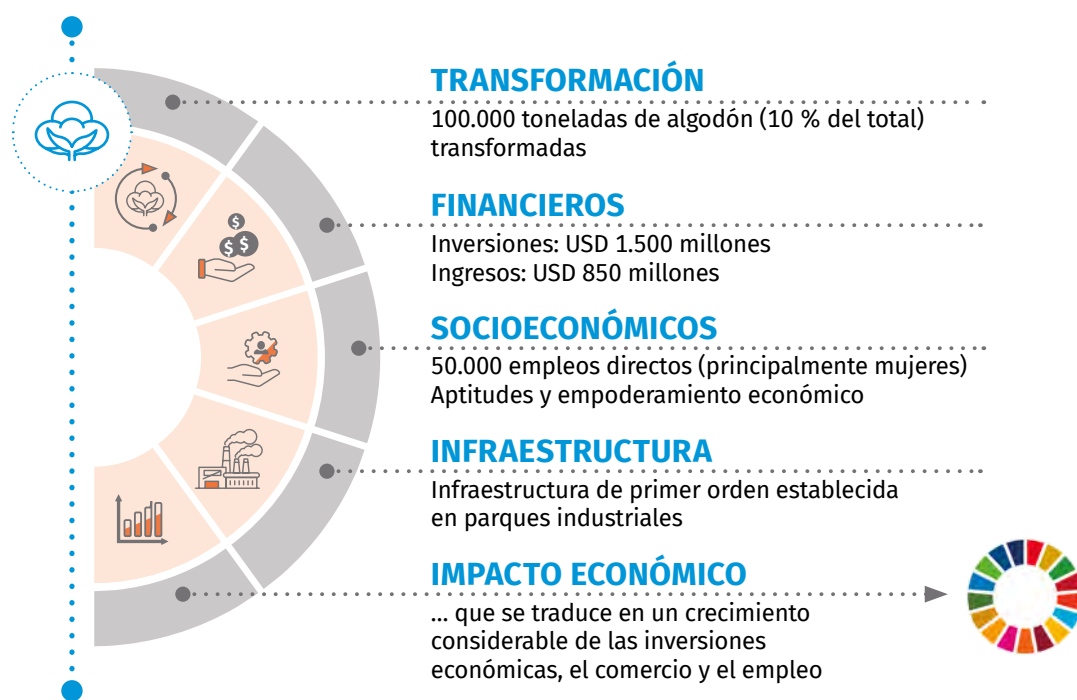 TRANSFORMACIÓN
100.000 toneladas de algodón (10 % del total)
transformadas
FINANCIEROS
Inversiones: USD 1.500 millones
Ingresos: USD 850 millones
SOCIOECONÓMICOS
50.000 empleos directos (principalmente mujeres)
Aptitudes y empoderamiento económico
INFRAESTRUCTURA
Infraestructura de primer orden establecida
en parques industriales
IMPACTO ECONÓMICO
... que se traduce en un crecimiento
considerable de las inversiones
económicas, el comercio y el empleo